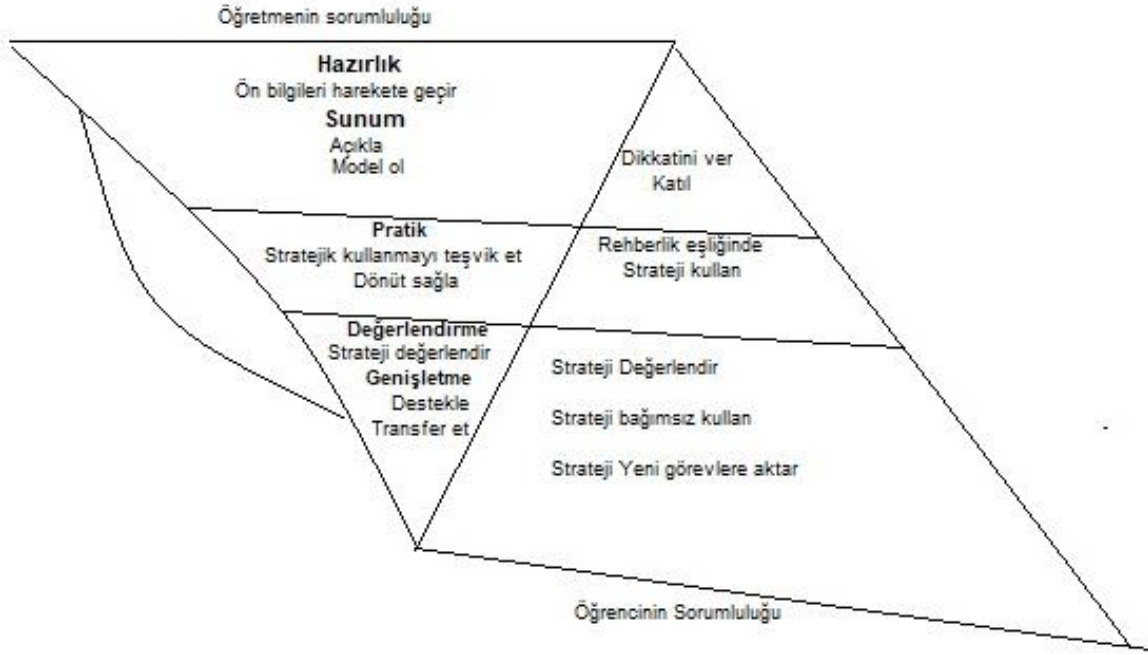 Öğretmenin sorumluluğu
Hazırlık
Ön bilgileri harekete geçir
Sunum
Açıkla
Model ol
Dikkatini ver
Katıl
Pratik
Stratejik kullanmayı teşvik et
Dönüt sağla
Rehberlik eşliğinde
Strateji kullan
Değerlendirme
Strateji değerlendir
Genişletme
Destekle
Transfer et
Strateji Değerlendir
Strateji bağımsız kullan
Strateji Yeni görevlere aktar
Öğrencinin Sorumluluğu